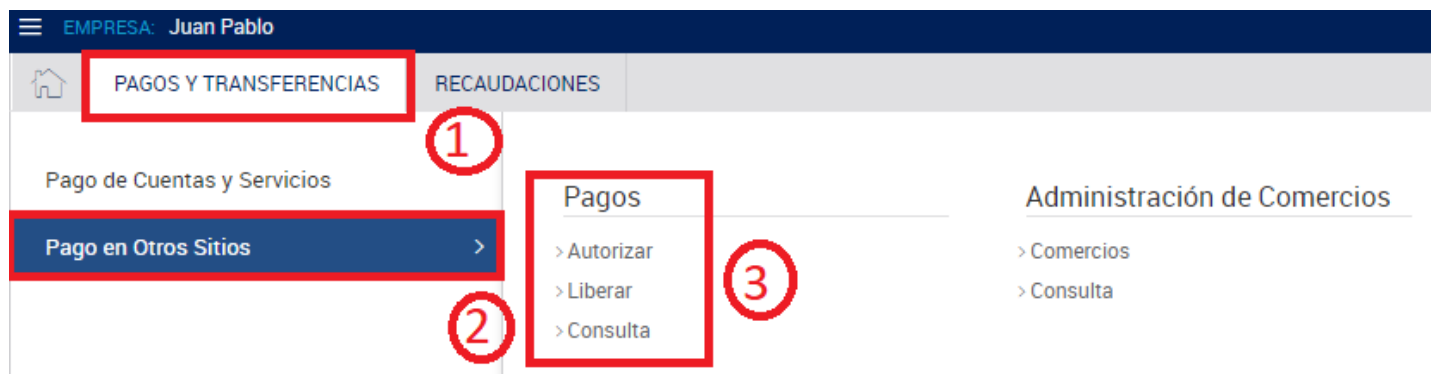 EMPRESA: Juan Pablo
PAGOS Y TRANSFERENCIAS RECAUDACIONES
1
Pago de Cuentas y Servicios
Pago en Otros Sitios >
2
Pagos
> Autorizar
> Liberar
> Consulta
3
Administración de Comercios
> Comercios
> Consulta